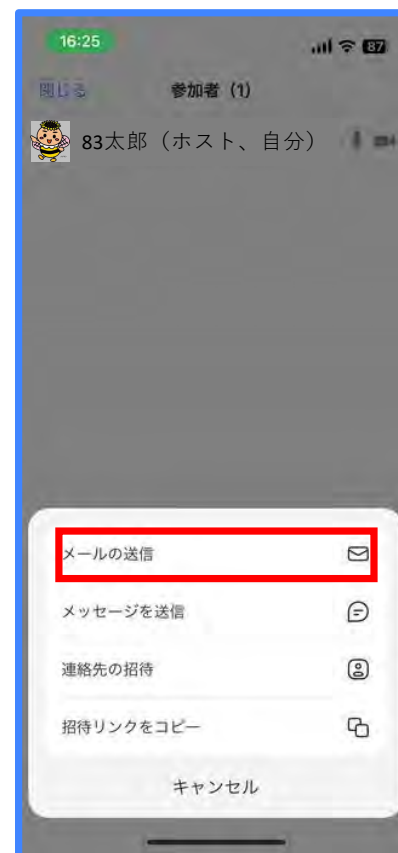 16:25
87
閉じる
参加者（1）
83太郎（ホスト、自分）
メールの送信
メッセージを送信
連絡先の招待
招待リンクをコピー
キャンセル